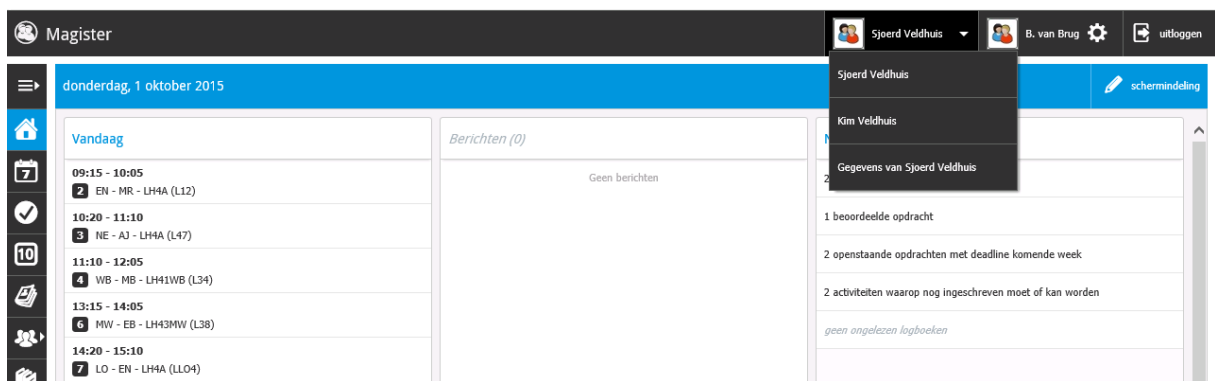 Magister
Sjoerd Veldhuis
B. van Brug
uitloggen
Sjoerd Veldhuis
Kim Veldhuis
Gegevens van Sjoerd Veldhuis
donderdag, 1 oktober 2015
schermindeling
7
10
Vandaag
09:15 - 10:05
2 EN - MR - LH4A (L12)
10:20 - 11:10
3 NE - AJ - LH4A (L47)
11:10 - 12:05
4 WB - MB - LH41WB (L34)
13:15 - 14:05
6 MW - EB - LH43MW (L38)
14:20 - 15:10
7 LO - EN - LH4A (LLO4)
Berichten (0)
Geen berichten
1 beoordeelde opdracht
2 openstaande opdrachten met deadline komende week
2 activiteiten waarop nog ingeschreven moet of kan worden
geen ongelezen logboeken